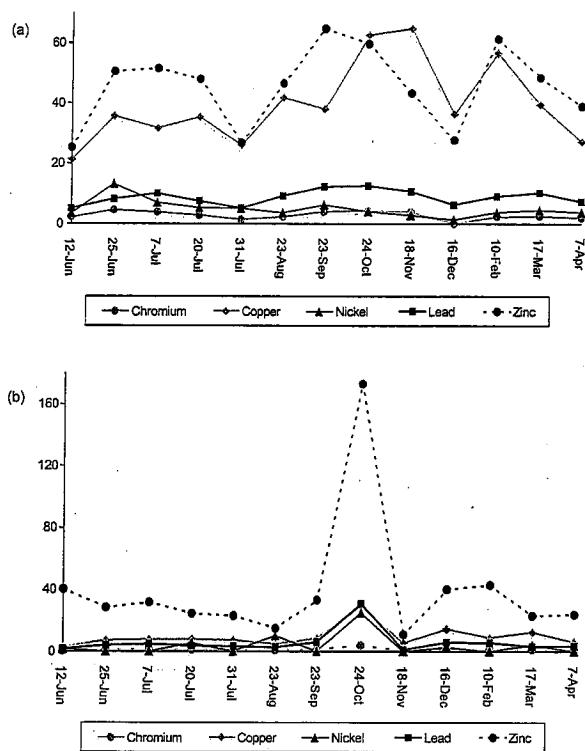 (a)
60
40
20
0
12-Jun
25-Jun
7-Jul
20-Jul
31-Jul
23-Aug
23-Sep
24-Oct
18-Nov
16-Dec
10-Feb
17-Mar
7-Apr
Chromium Copper Nickel Lead Zinc
(b)
160
120
80
40
0
12-Jun
25-Jun
7-Jul
20-Jul
31-Jul
23-Aug
23-Sep
24-Oct
18-Nov
16-Dec
10-Feb
17-Mar
7-Apr
Chromium Copper Nickel Lead Zinc